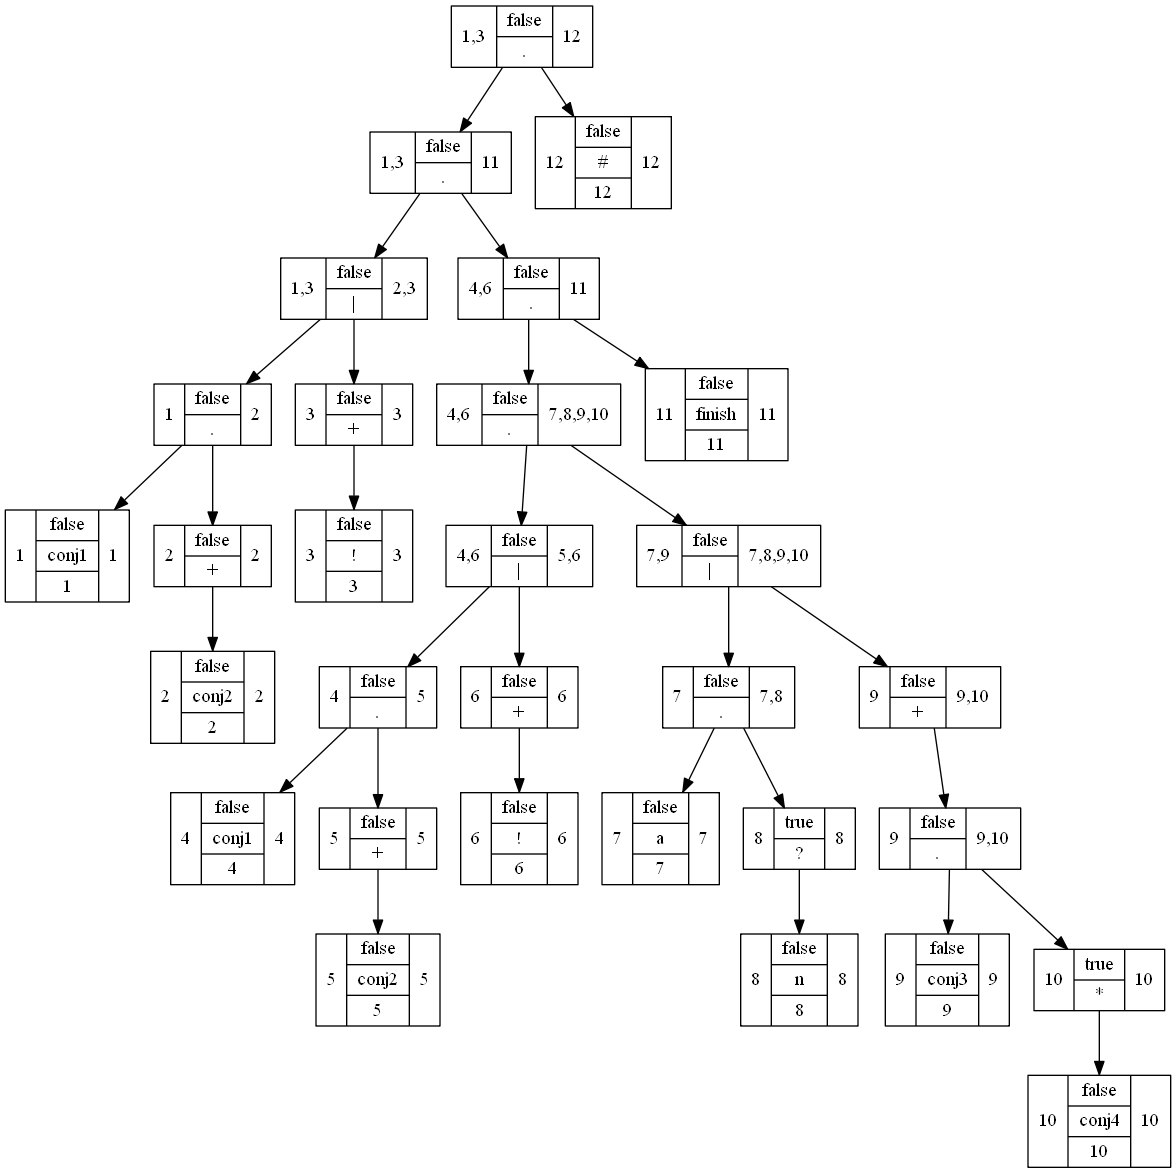 1,3 false . 12
1,3 false . 11
12 false # 12 12
1,3 false | 2,3
4,6 false . 11
1 false . 2
3 false + 3
4,6 false . 7,8,9,10
11 false finish 11 11
1 false conj1 1 1
2 false + 2
3 false ! 3 3
4,6 false | 5,6
7,9 false | 7,8,9,10
2 false conj2 2 2
4 false . 5
6 false + 6
7 false . 7,8
9 false + 9,10
4 false conj1 4 4
5 false + 5
6 false ! 6 6
7 false a 7 7
8 true ? 8
9 false . 9,10
5 false conj2 5 5
8 false n 8 8
9 false conj3 9 9
10 true * 10
10 false conj4 10 10